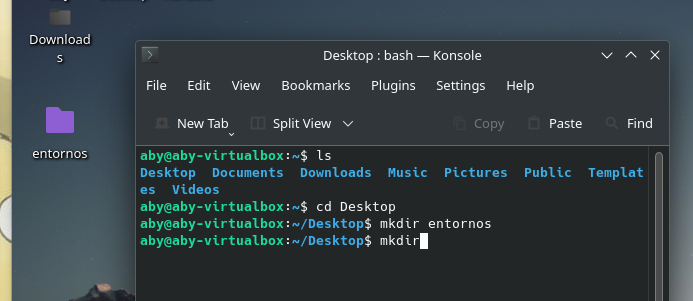 Download
s
entornos
Desktop : bash — Konsole
File Edit View Bookmarks Plugins Settings Help
New Tab Split View Copy Paste Find
aby@aby-virtualbox:~$ ls
Desktop Documents Downloads Music Pictures Public Templat
es Videos
aby@aby-virtualbox:~$ cd Desktop
aby@aby-virtualbox:~/Desktop$ mkdir entornos
aby@aby-virtualbox:~/Desktop$ mkdir